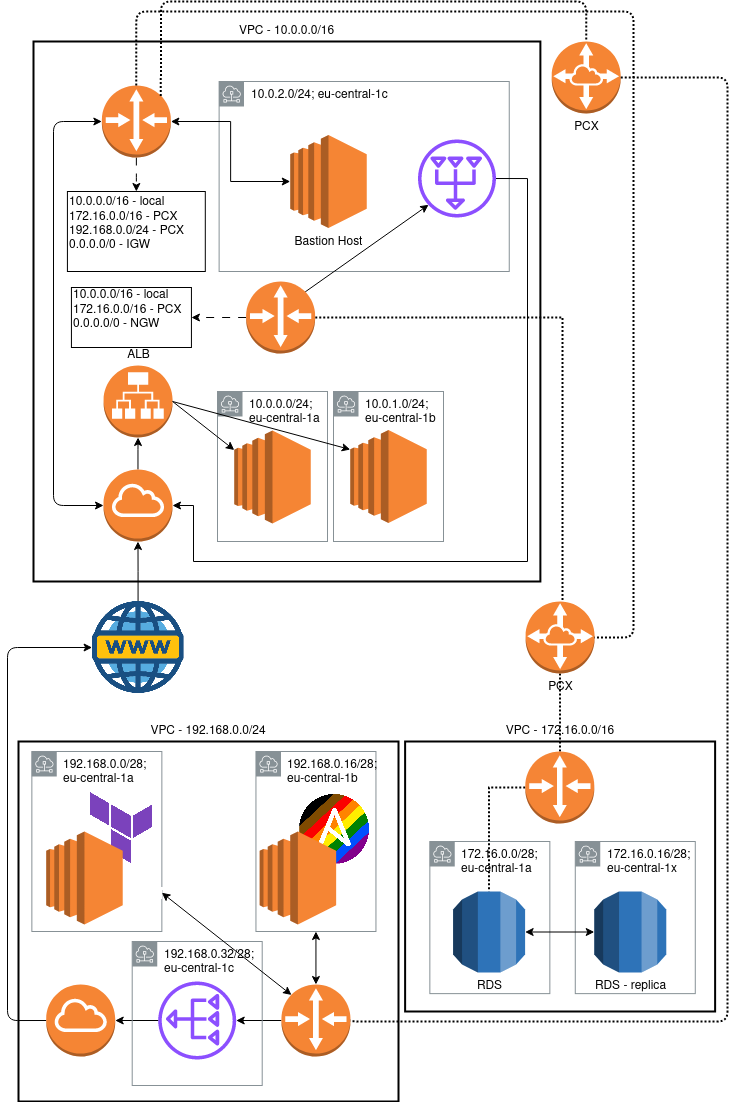 VPC - 10.0.0.0/16
10.0.2.0/24; eu-central-1c
PCX
10.0.0.0/16 - local
172.16.0.0/16 - PCX
192.168.0.0/24 - PCX
0.0.0.0/0 - IGW
Bastion Host
10.0.0.0/16 - local
172.16.0.0/16 - PCX
0.0.0.0/0 - NGW
ALB
10.0.0.0/24;
eu-central-1a
10.0.1.0/24;
eu-central-1b
WWW
PCX
VPC - 192.168.0.0/24
VPC - 172.16.0.0/16
192.168.0.0/28;
eu-central-1a
192.168.0.16/28;
eu-central-1b
A
172.16.0.0/28;
eu-central-1a
172.16.0.16/28;
eu-central-1x
192.168.0.32/28;
eu-central-1c
RDS
RDS - replica